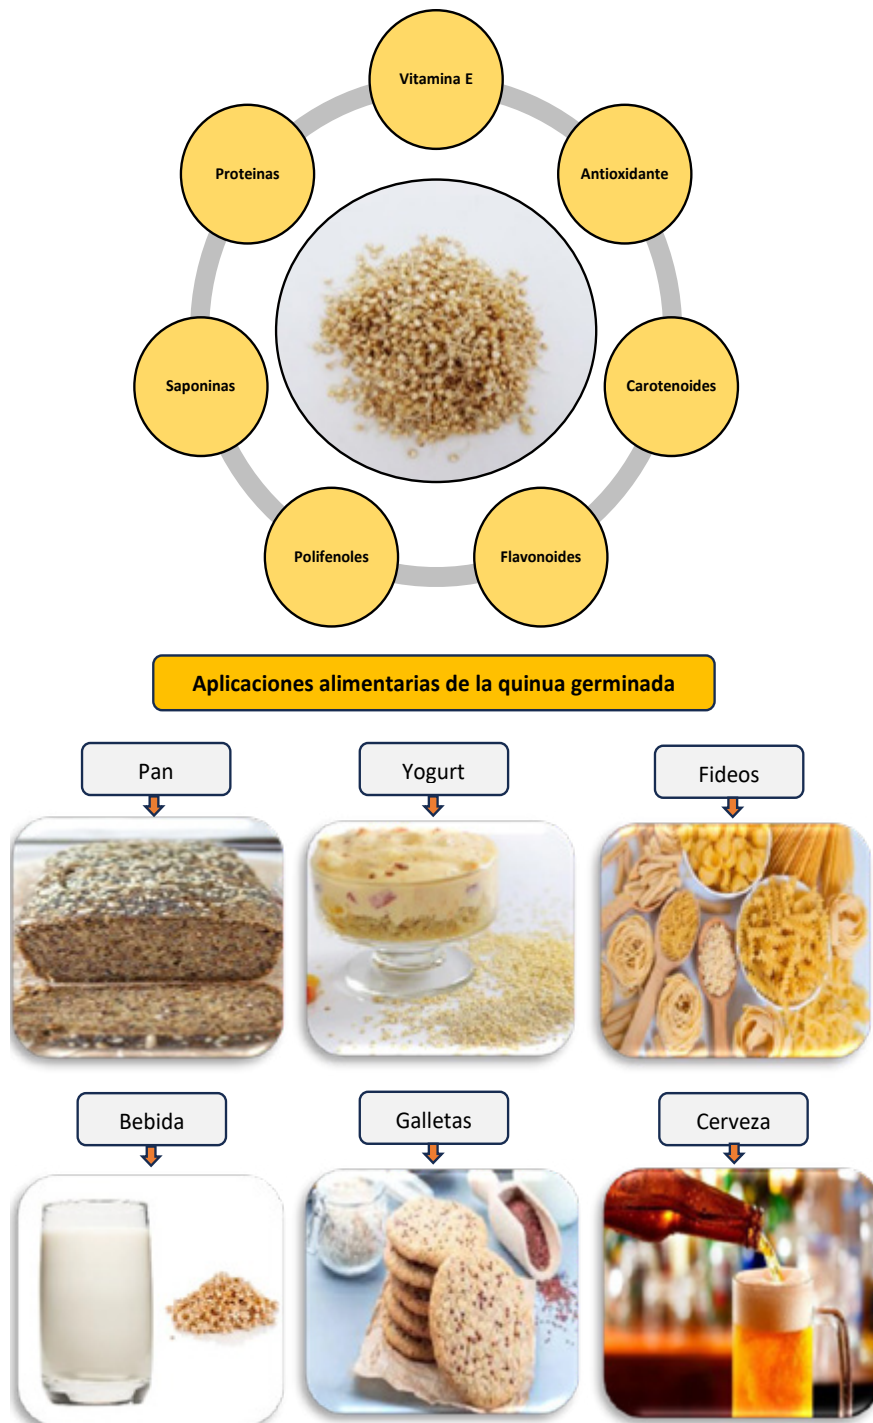 Vitamina E
Proteinas
Antioxidante
Saponinas
Carotenoides
Polifenoles
Flavonoides
Aplicaciones alimentarias de la quinua germinada
Pan
Yogurt
Fideos
Bebida
Galletas
Cerveza